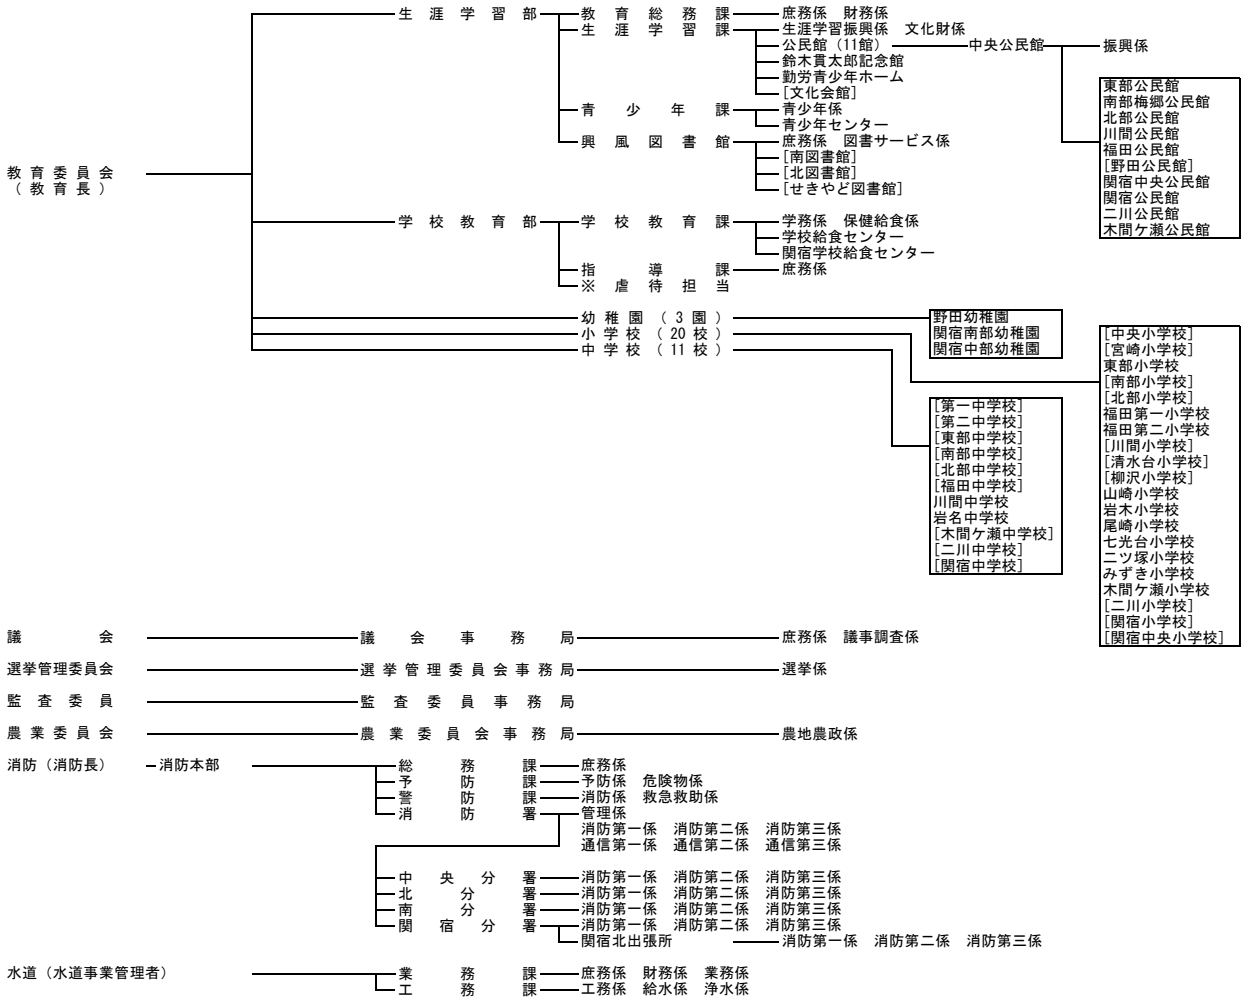 生涯学習部 教育総務課 庶務係 財務係
生涯学習課 生涯学習振興係 文化財係
公民館（11館） 中央公民館 振興係
鈴木貫太郎記念館
勤労青少年ホーム
[文化会館]
青少年課 青少年係
青少年センター
興風図書館 庶務係 図書サービス係
[南図書館]
[北図書館]
[せきやど図書館]
東部公民館
南部梅郷公民館
北部公民館
川間公民館
福田公民館
[野田公民館]
関宿中央公民館
関宿公民館
二川公民館
木間ケ瀬公民館
教育委員会
（教育長）
学校教育部 学校教育課 学務係 保健給食係
学校給食センター
関宿学校給食センター
指導課 庶務係
※虐待担当
幼稚園（3園）
小学校（20校）
中学校（11校）
野田幼稚園
関宿南部幼稚園
関宿中部幼稚園
[中央小学校]
[宮崎小学校]
東部小学校
[南部小学校]
[北部小学校]
福田第一小学校
福田第二小学校
[川間小学校]
[清水台小学校]
[柳沢小学校]
山崎小学校
岩木小学校
尾崎小学校
七光台小学校
二ツ塚小学校
みずき小学校
木間ケ瀬小学校
[二川小学校]
[関宿小学校]
[関宿中央小学校]
[第一中学校]
[第二中学校]
[東部中学校]
[南部中学校]
[北部中学校]
[福田中学校]
川間中学校
岩名中学校
[木間ケ瀬中学校]
[二川中学校]
[関宿中学校]
議会 議会事務局 庶務係 議事調査係
選挙管理委員会 選挙管理委員会事務局 選挙係
監査委員 監査委員事務局
農業委員会 農業委員会事務局 農地農政係
消防（消防長） 消防本部 総務課 庶務係
予防課 予防係 危険物係
警防課 消防係 救急救助係
消防署 管理係
消防第一係 消防第二係 消防第三係
通信第一係 通信第二係 通信第三係
中央分署 消防第一係 消防第二係 消防第三係
北分署 消防第一係 消防第二係 消防第三係
南分署 消防第一係 消防第二係 消防第三係
関宿分署 消防第一係 消防第二係 消防第三係
関宿北出張所 消防第一係 消防第二係 消防第三係
水道（水道事業管理者） 業務課 庶務係 財務係 業務係
工務課 工務係 給水係 浄水係